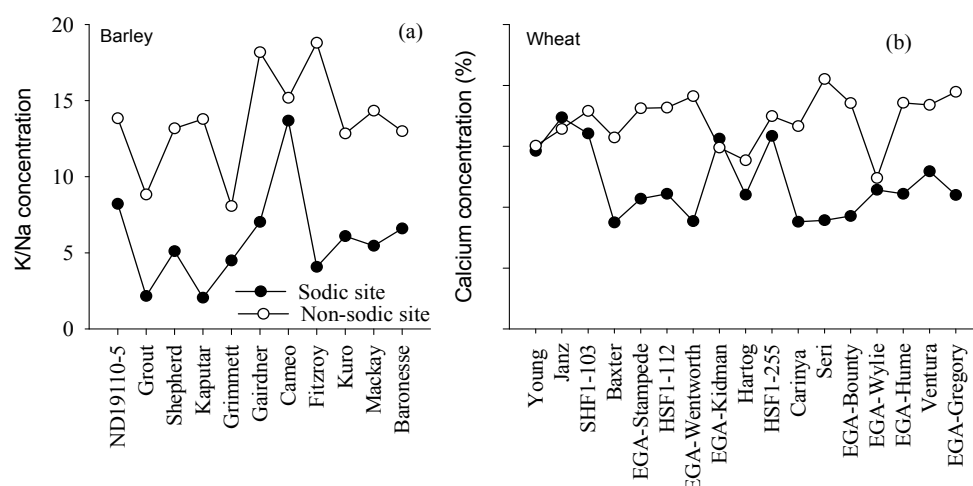 Barley
(a)
K/Na concentration
20
15
10
5
0
Sodic site
Non-sodic site
ND19110-5
Grout
Shepherd
Kaputar
Grimmett
Gairdner
Cameo
Fitzroy
Kuro
Mackay
Baronesse
Wheat
(b)
Calcium concentration (%)
Young
Janz
SHF1-103
Baxter
EGA-Stampede
HSF1-112
EGA-Wentworth
EGA-Kidman
Hartog
HSF1-255
Carinya
Seri
EGA-Bounty
EGA-Wylie
EGA-Hume
Ventura
EGA-Gregory